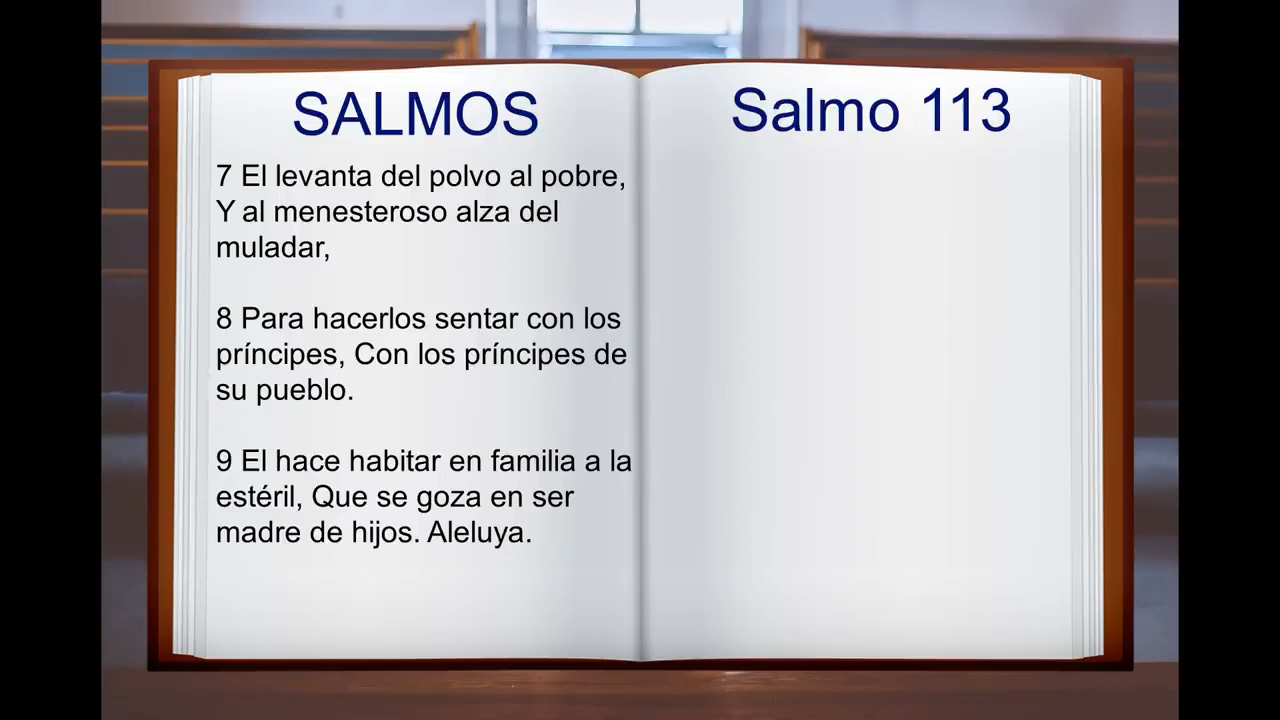 SALMOS
7 El levanta del polvo al pobre,
Y al menesteroso alza del
muladar,
8 Para hacerlos sentar con los
príncipes, Con los príncipes de
su pueblo.
9 El hace habitar en familia a la
estéril, Que se goza en ser
madre de hijos. Aleluya.
Salmo 113